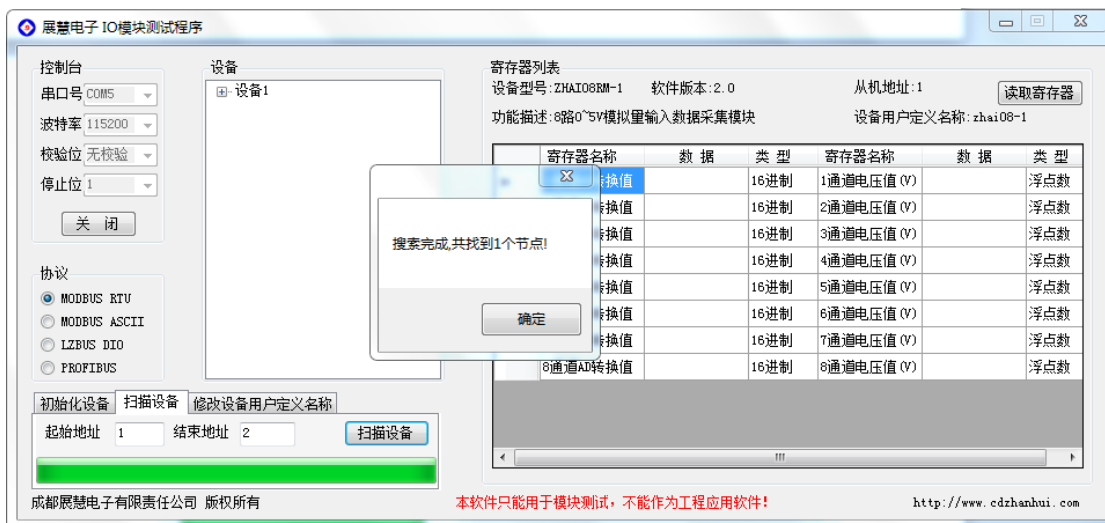 展慧电子 IO模块测试程序
控制台
串口号 COM5
波特率 115200
校验位 无校验
停止位 1
关 闭
协议
MODBUS RTU
MODBUS ASCII
LZBUS DIO
PROFIBUS
设备
设备1
寄存器列表
设备型号:ZHAI08RM-1 软件版本:2.0 从机地址:1 读取寄存器
功能描述:8路0~5V模拟量输入数据采集模块 设备用户定义名称:zhai08-1
寄存器名称 数 据 类 型 寄存器名称 数 据 类 型
转换值 16进制 1通道电压值(V) 浮点数
转换值 16进制 2通道电压值(V) 浮点数
转换值 16进制 3通道电压值(V) 浮点数
转换值 16进制 4通道电压值(V) 浮点数
转换值 16进制 5通道电压值(V) 浮点数
转换值 16进制 6通道电压值(V) 浮点数
转换值 16进制 7通道电压值(V) 浮点数
8通道AD转换值 16进制 8通道电压值(V) 浮点数
搜索完成,共找到1个节点!
确定
初始化设备 扫描设备 修改设备用户定义名称
起始地址 1 结束地址 2 扫描设备
成都展慧电子有限责任公司 版权所有
本软件只能用于模块测试，不能作为工程应用软件！
http://www.cdzhanhui.com